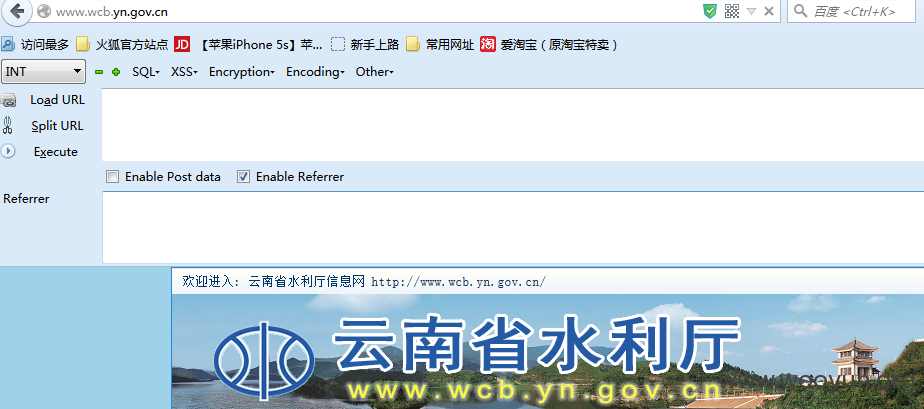 www.wcb.yn.gov.cn
百度 <Ctrl+K>
访问最多 火狐官方站点 JD 【苹果iPhone 5s】苹... 新手上路 常用网址 淘 爱淘宝（原淘宝特卖）
INT SQL XSS Encryption Encoding Other
Load URL
Split URL
Execute
Enable Post data Enable Referrer
Referrer
欢迎进入：云南省水利厅信息网 http://www.wcb.yn.gov.cn/
云南省水利厅
www.wcb.yn.gov.cn